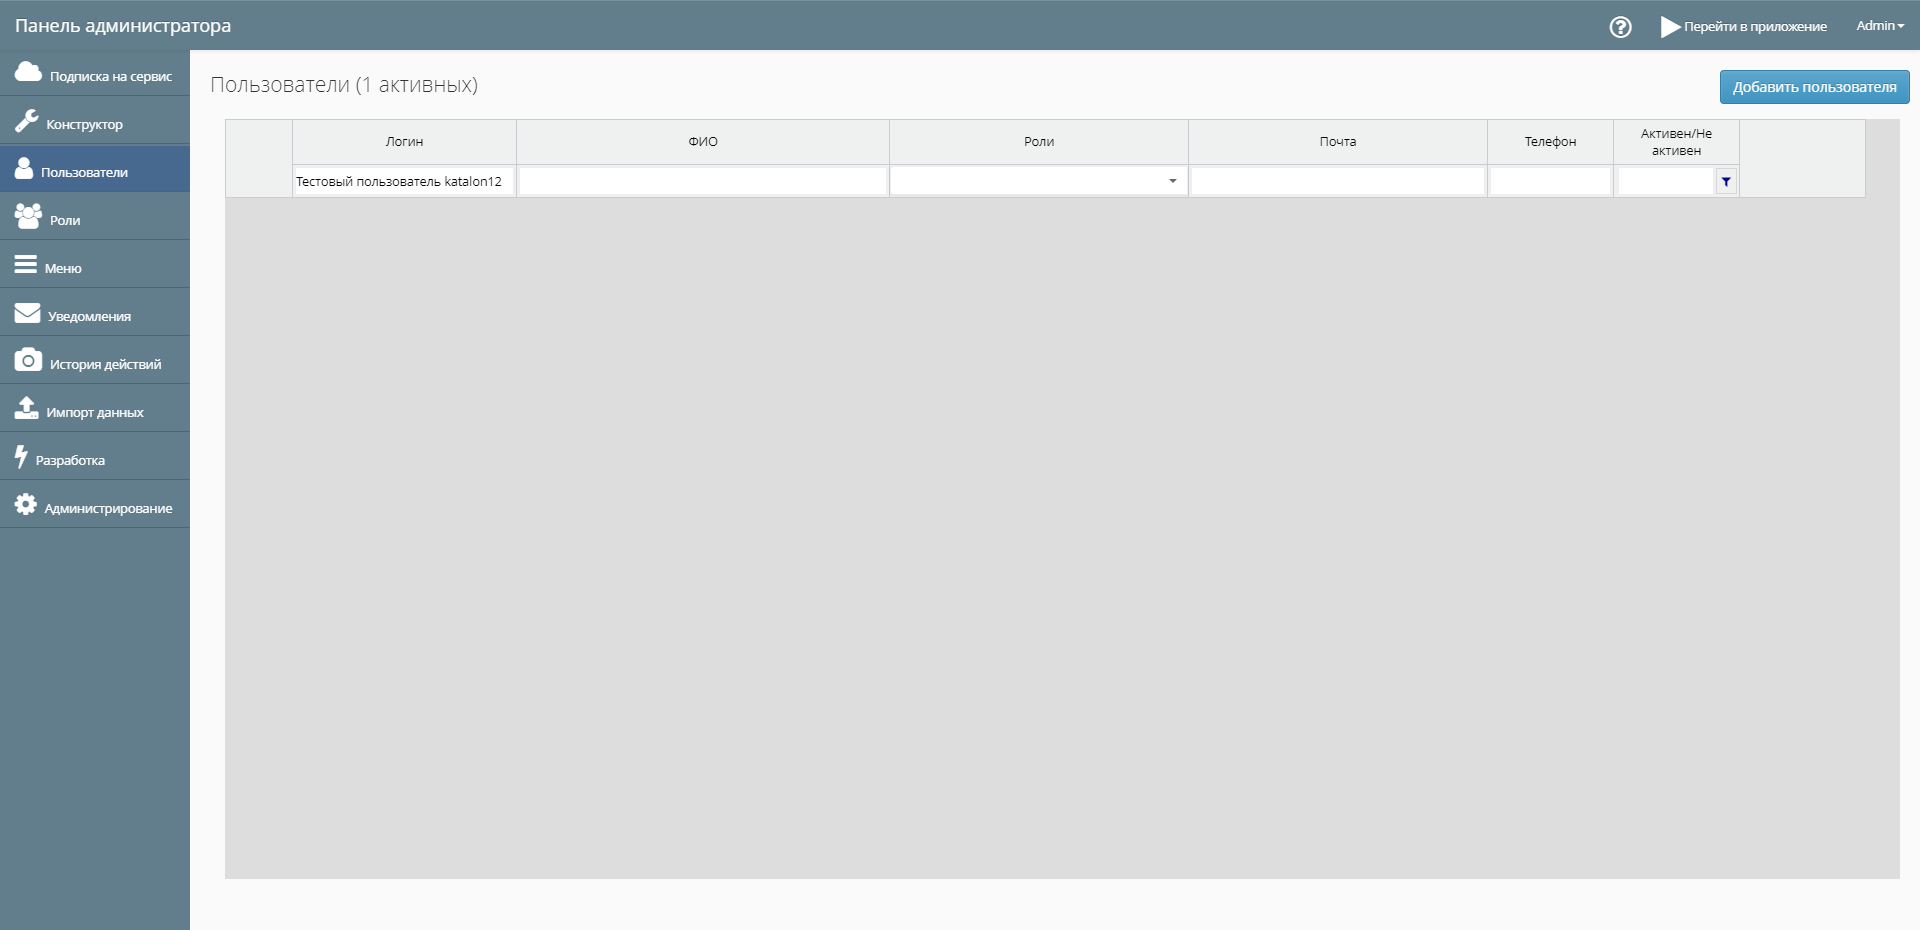 Панель администратора
Перейти в приложение
Admin
Подписка на сервис
Конструктор
Пользователи
Роли
Меню
Уведомления
История действий
Импорт данных
Разработка
Администрирование
Пользователи (1 активных)
Добавить пользователя
Логин
ФИО
Роли
Почта
Телефон
Активен/Не
активен
Тестовый пользователь katalon12